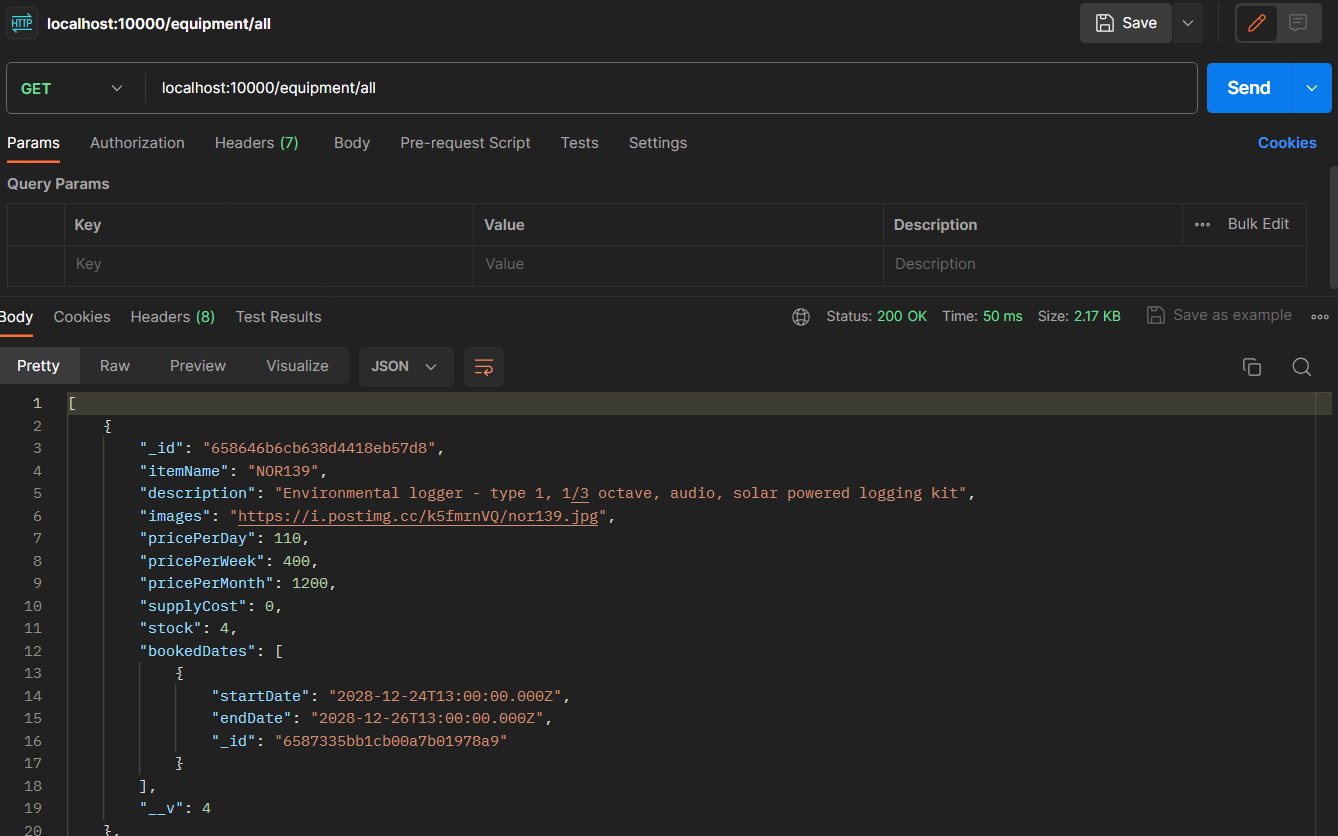 HTTP localhost:10000/equipment/all Save
GET localhost:10000/equipment/all Send
Params Authorization Headers (7) Body Pre-request Script Tests Settings Cookies
Query Params
Key Value Description Bulk Edit
Key Value Description
Body Cookies Headers (8) Test Results Status: 200 OK Time: 50 ms Size: 2.17 KB Save as example
Pretty Raw Preview Visualize JSON
1 [
2 {
3 "_id": "658646b6cb638d4418eb57d8",
4 "itemName": "NOR139",
5 "description": "Environmental logger - type 1, 1/3 octave, audio, solar powered logging kit",
6 "images": "https://i.postimg.cc/k5fmrnVQ/nor139.jpg",
7 "pricePerDay": 110,
8 "pricePerWeek": 400,
9 "pricePerMonth": 1200,
10 "supplyCost": 0,
11 "stock": 4,
12 "bookedDates": [
13 {
14 "startDate": "2028-12-24T13:00:00.000Z",
15 "endDate": "2028-12-26T13:00:00.000Z",
16 "_id": "6587335bb1cb00a7b01978a9"
17 }
18 ],
19 "__v": 4
20 },